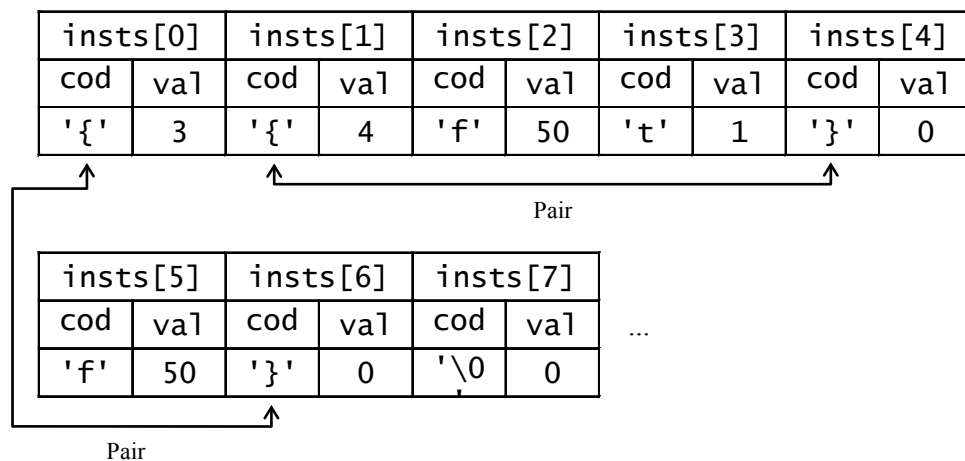 insts[0] insts[1] insts[2] insts[3] insts[4]
cod val cod val cod val cod val cod val
'{' 3 '{' 4 'f' 50 't' 1 '}' 0
Pair
insts[5] insts[6] insts[7]
cod val cod val cod val ...
'f' 50 '}' 0 '\0 0
'
Pair